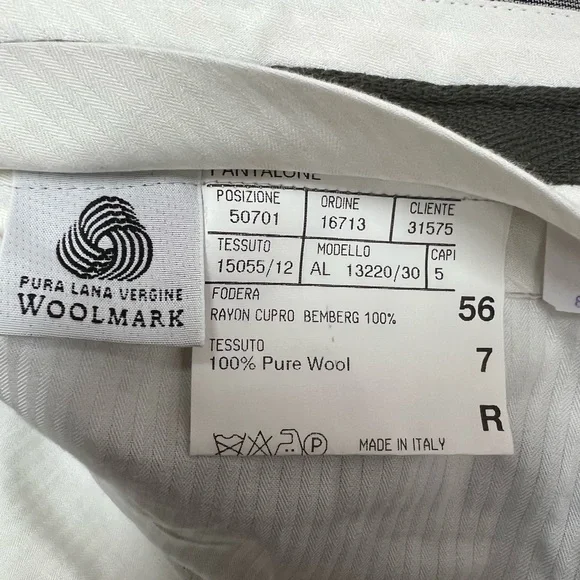 PANTALONE
POSIZIONE ORDINE CLIENTE
50701 16713 31575
TESSUTO MODELLO CAPI
15055/12 AL 13220/30 5
FODERA
RAYON CUPRO BEMBERG 100% 56
TESSUTO
100% Pure Wool 7
R
P MADE IN ITALY
PURA LANA VERGINE
WOOLMARK